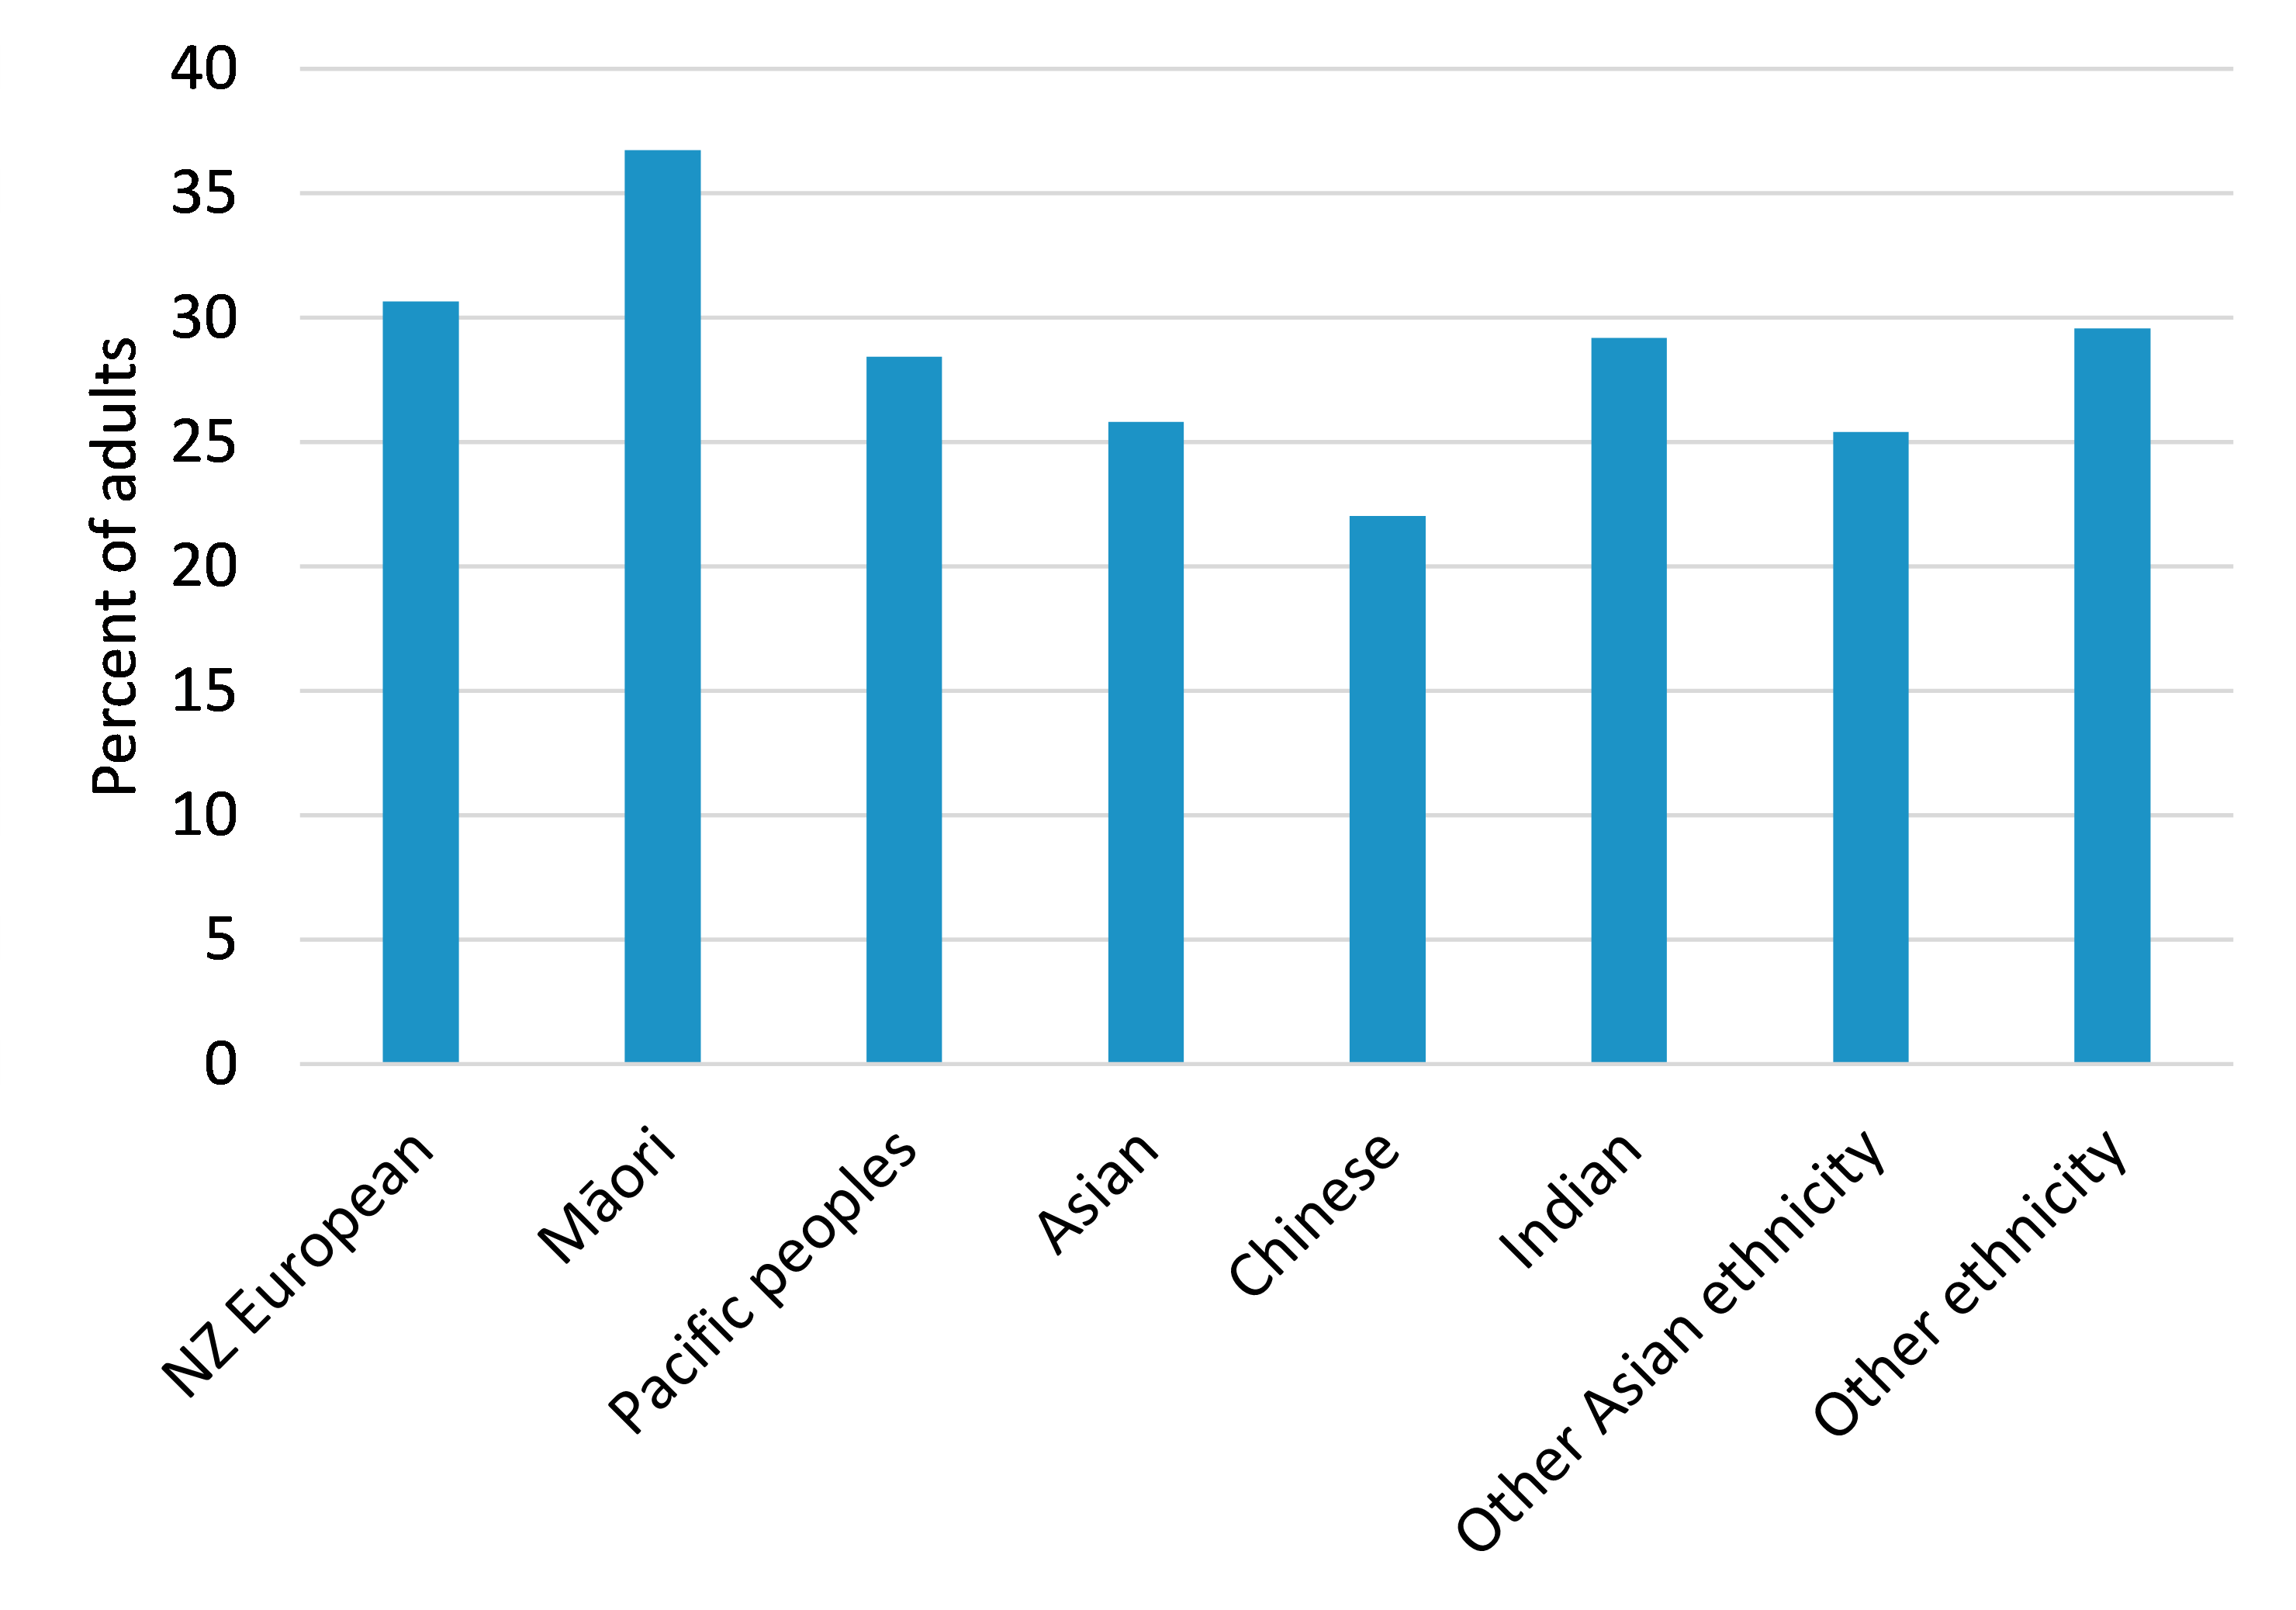 Percent of adults
40
35
30
25
20
15
10
5
0
NZ European
Māori
Pacific peoples
Asian
Chinese
Indian
Other Asian ethnicity
Other ethnicity